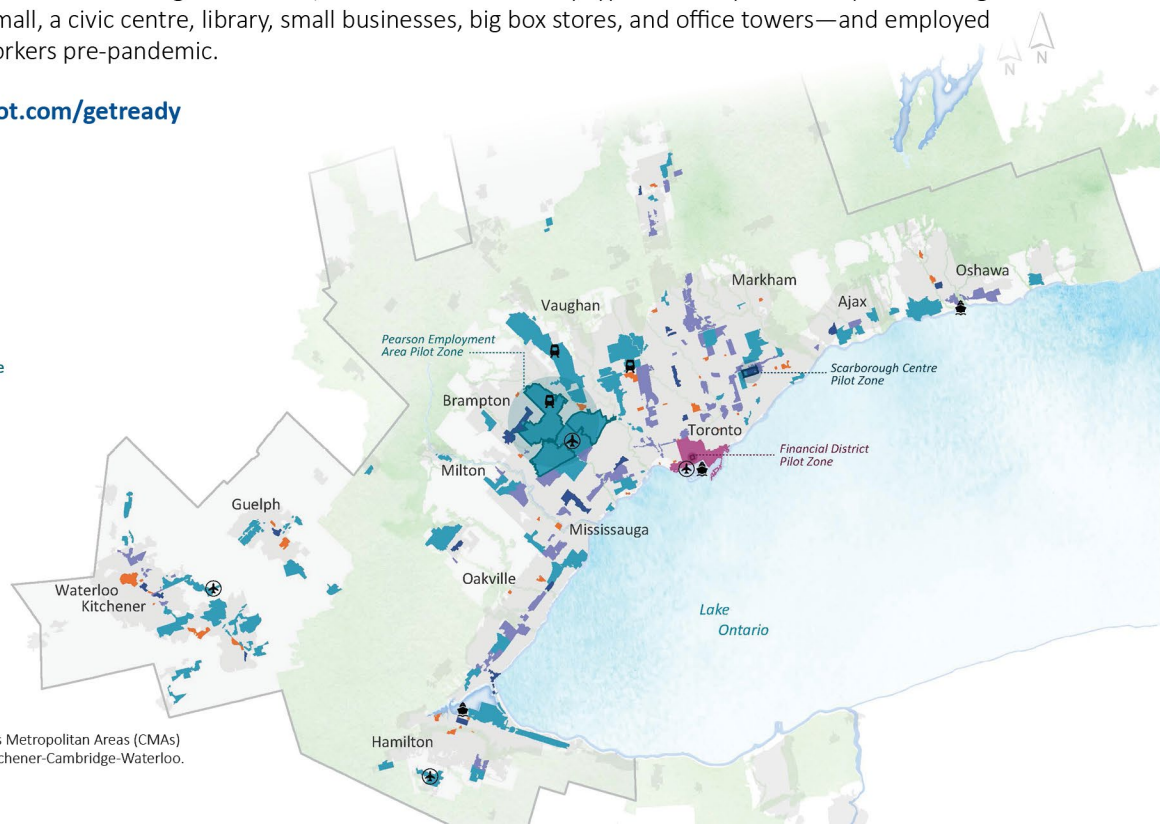 mall, a civic centre, library, small businesses, big box stores, and office towers—and employed
orkers pre-pandemic.
ot.com/getready
N
N
Oshawa
Markham
Ajax
Vaughan
Pearson Employment
Area Pilot Zone
Scarborough Centre
Pilot Zone
e
Brampton
Toronto
Financial District
Pilot Zone
Milton
Guelph
Mississauga
Oakville
Waterloo
Kitchener
Lake
Ontario
s Metropolitan Areas (CMAs)
chener-Cambridge-Waterloo.
Hamilton